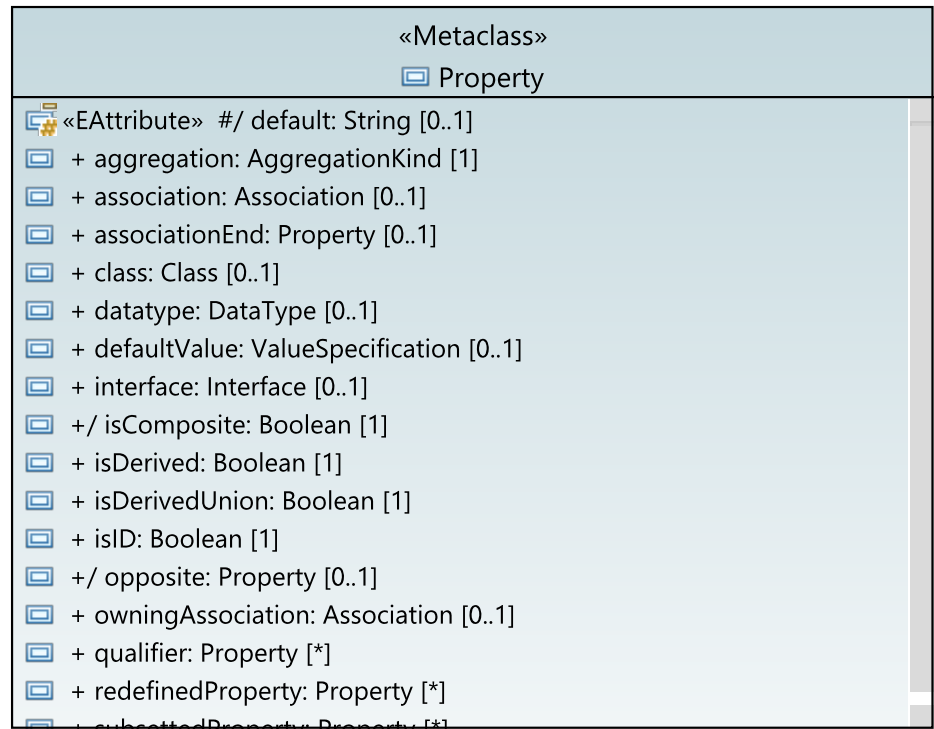 «Metaclass»
Property
«EAttribute» #/ default: String [0..1]
+ aggregation: AggregationKind [1]
+ association: Association [0..1]
+ associationEnd: Property [0..1]
+ class: Class [0..1]
+ datatype: DataType [0..1]
+ defaultValue: ValueSpecification [0..1]
+ interface: Interface [0..1]
+/ isComposite: Boolean [1]
+ isDerived: Boolean [1]
+ isDerivedUnion: Boolean [1]
+ isID: Boolean [1]
+/ opposite: Property [0..1]
+ owningAssociation: Association [0..1]
+ qualifier: Property [*]
+ redefinedProperty: Property [*]
+ subsettedProperty: Property [*]